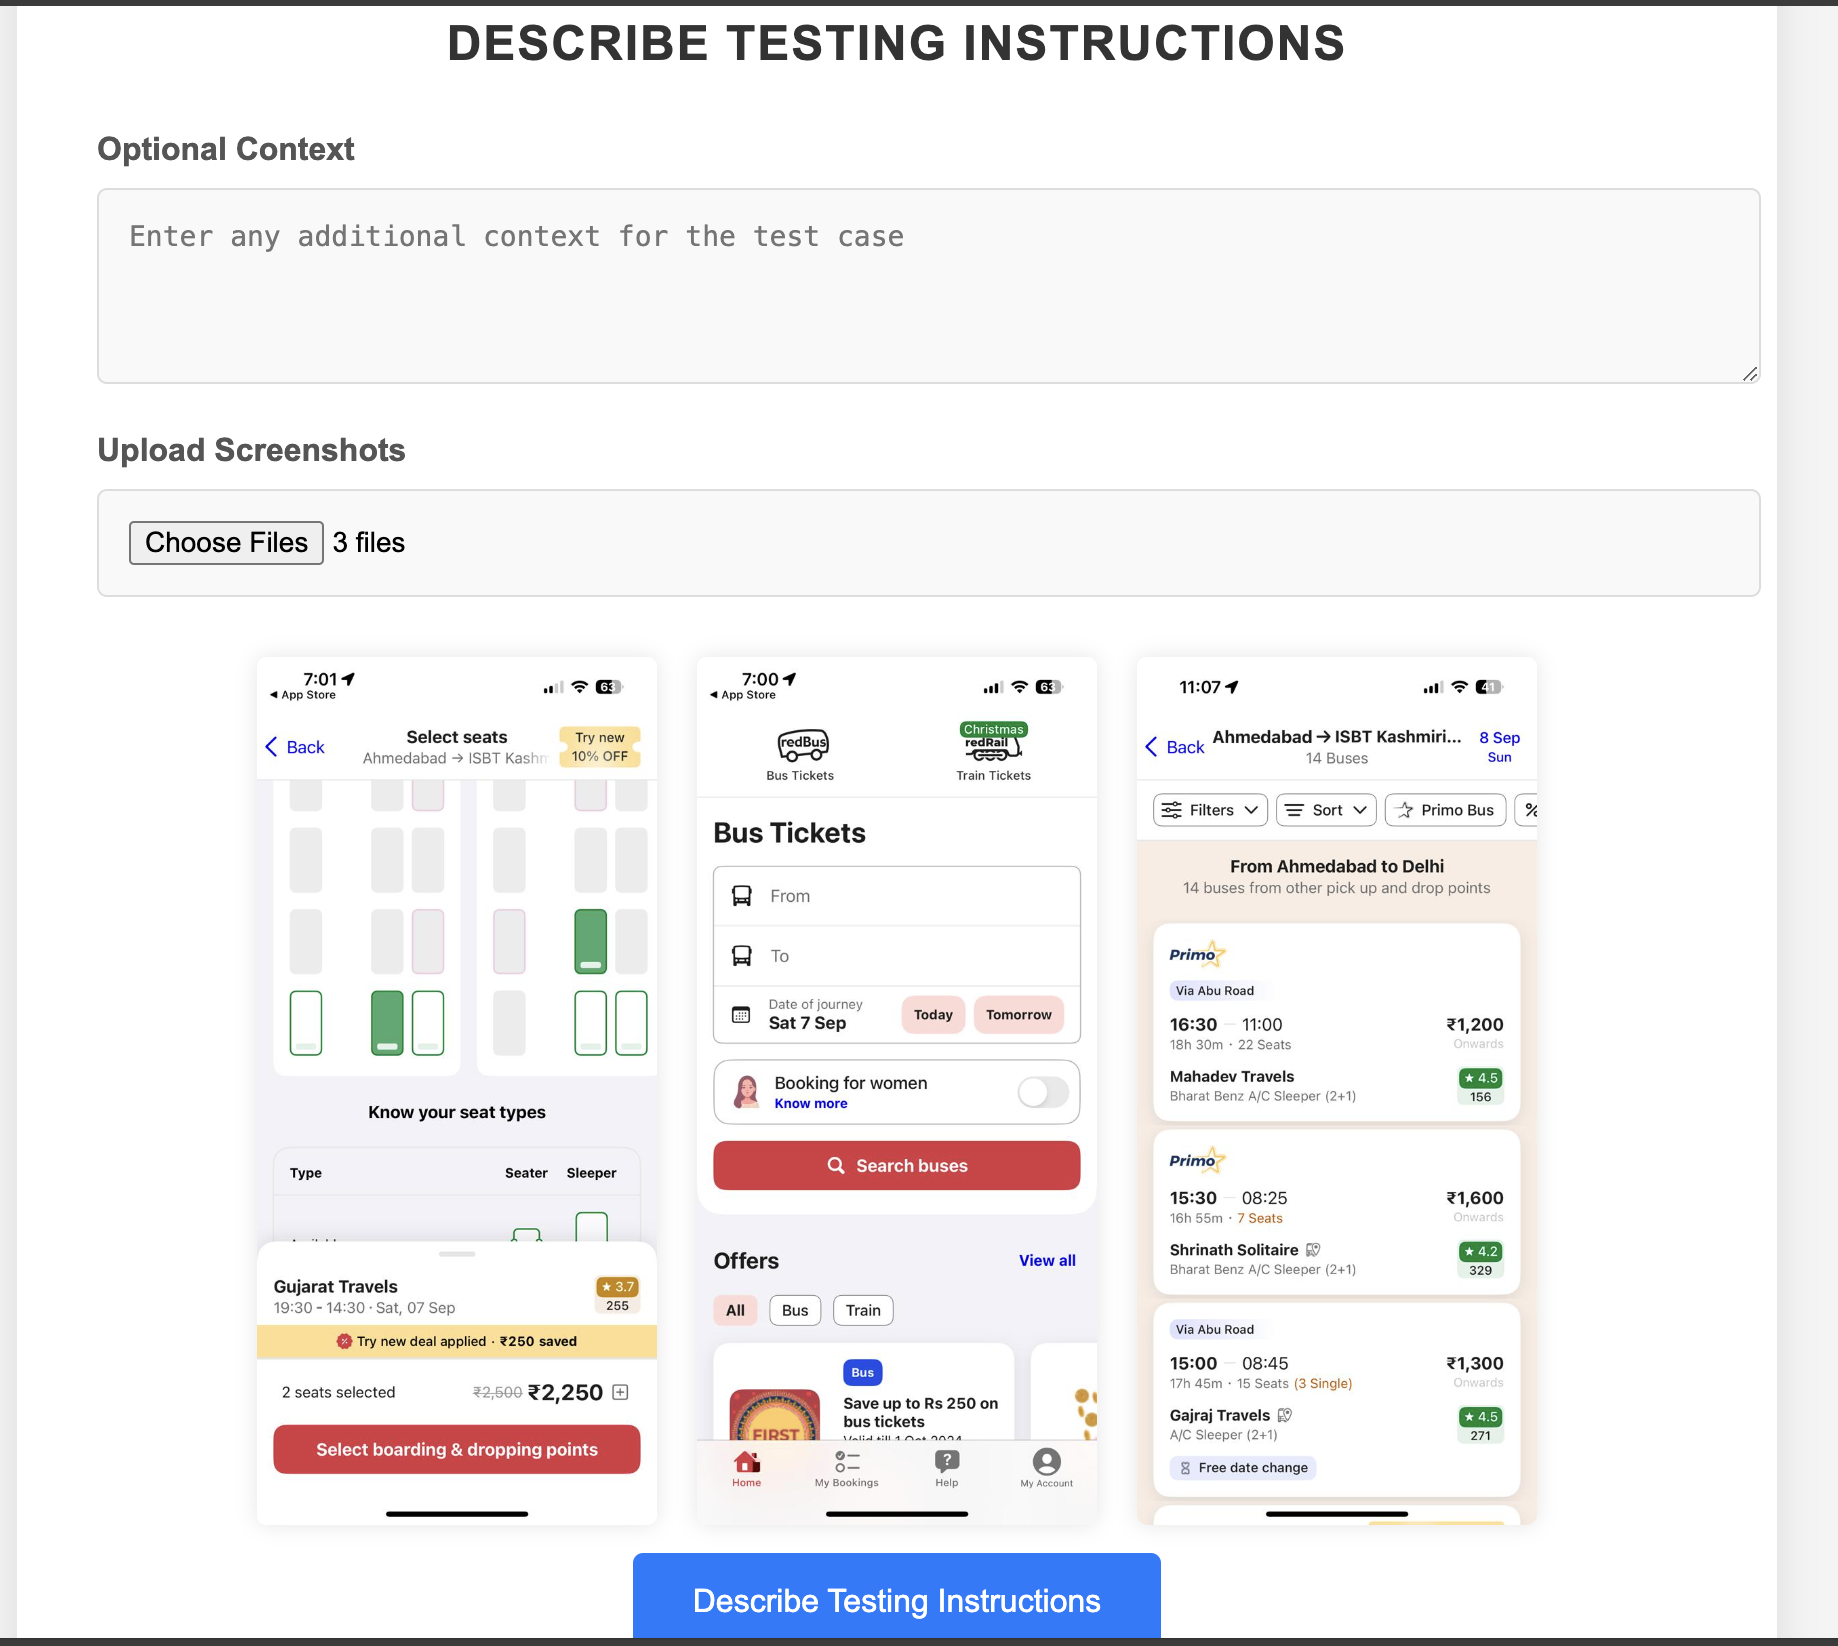 DESCRIBE TESTING INSTRUCTIONS
Optional Context
Enter any additional context for the test case
Upload Screenshots
Choose Files 3 files
7:01
63
◀ App Store
Back
Select seats
Ahmedabad → ISBT Kashm
Try new
10% OFF
Know your seat types
Type Seater Sleeper
Gujarat Travels
★ 3.7
19:30 - 14:30 · Sat, 07 Sep
255
Try new deal applied · ₹250 saved
2 seats selected ₹2,500 ₹2,250
Select boarding & dropping points
7:00
63
◀ App Store
redBus
Bus Tickets
Christmas
redRail
Train Tickets
Bus Tickets
From
To
Date of journey
Sat 7 Sep
Today
Tomorrow
Booking for women
Know more
Search buses
Offers View all
All Bus Train
Bus
Save up to Rs 250 on
bus tickets
Valid till 1 Oct 2024
FIRST
Home My Bookings Help My Account
11:07
41
Back
Ahmedabad → ISBT Kashmiri...
14 Buses
8 Sep
Sun
Filters Sort Primo Bus %
From Ahmedabad to Delhi
14 buses from other pick up and drop points
Primo
Via Abu Road
16:30 — 11:00 ₹1,200
18h 30m · 22 Seats Onwards
Mahadev Travels ★ 4.5
Bharat Benz A/C Sleeper (2+1) 156
Primo
15:30 — 08:25 ₹1,600
16h 55m · 7 Seats Onwards
Shrinath Solitaire ★ 4.2
Bharat Benz A/C Sleeper (2+1) 329
Via Abu Road
15:00 — 08:45 ₹1,300
17h 45m · 15 Seats (3 Single) Onwards
Gajraj Travels ★ 4.5
A/C Sleeper (2+1) 271
Free date change
Describe Testing Instructions